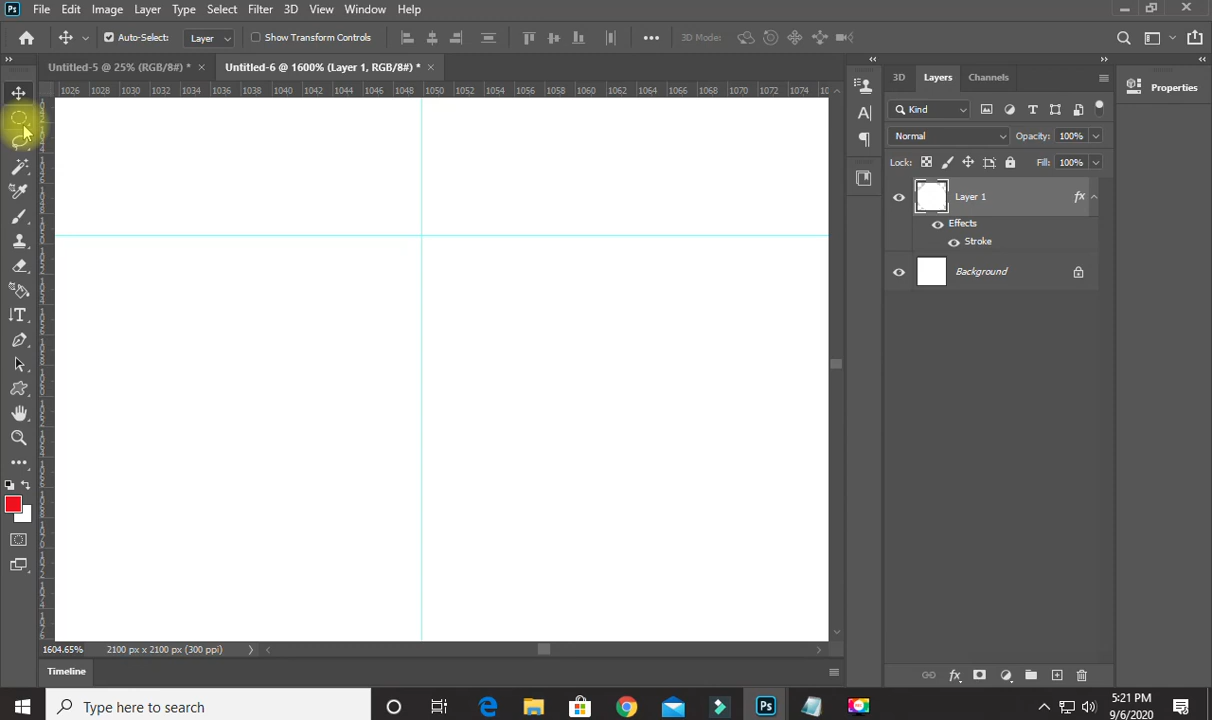 Ps File Edit Image Layer Type Select Filter 3D View Window Help
Auto-Select: Layer Show Transform Controls 3D Mode:
Untitled-5 @ 25% (RGB/8#) * × Untitled-6 @ 1600% (Layer 1, RGB/8#) * ×
1026 1028 1030 1032 1034 1036 1038 1040 1042 1044 1046 1048 1050 1052 1054 1056 1058 1060 1062 1064 1066 1068 1070 1072 1074
3D Layers Channels
Properties
Kind
Normal Opacity: 100%
Lock: Fill: 100%
Layer 1 fx
Effects
Stroke
Background
1604.65% 2100 px x 2100 px (300 ppi)
Timeline
fx
Type here to search
Ps
5:21 PM
9/6/2020